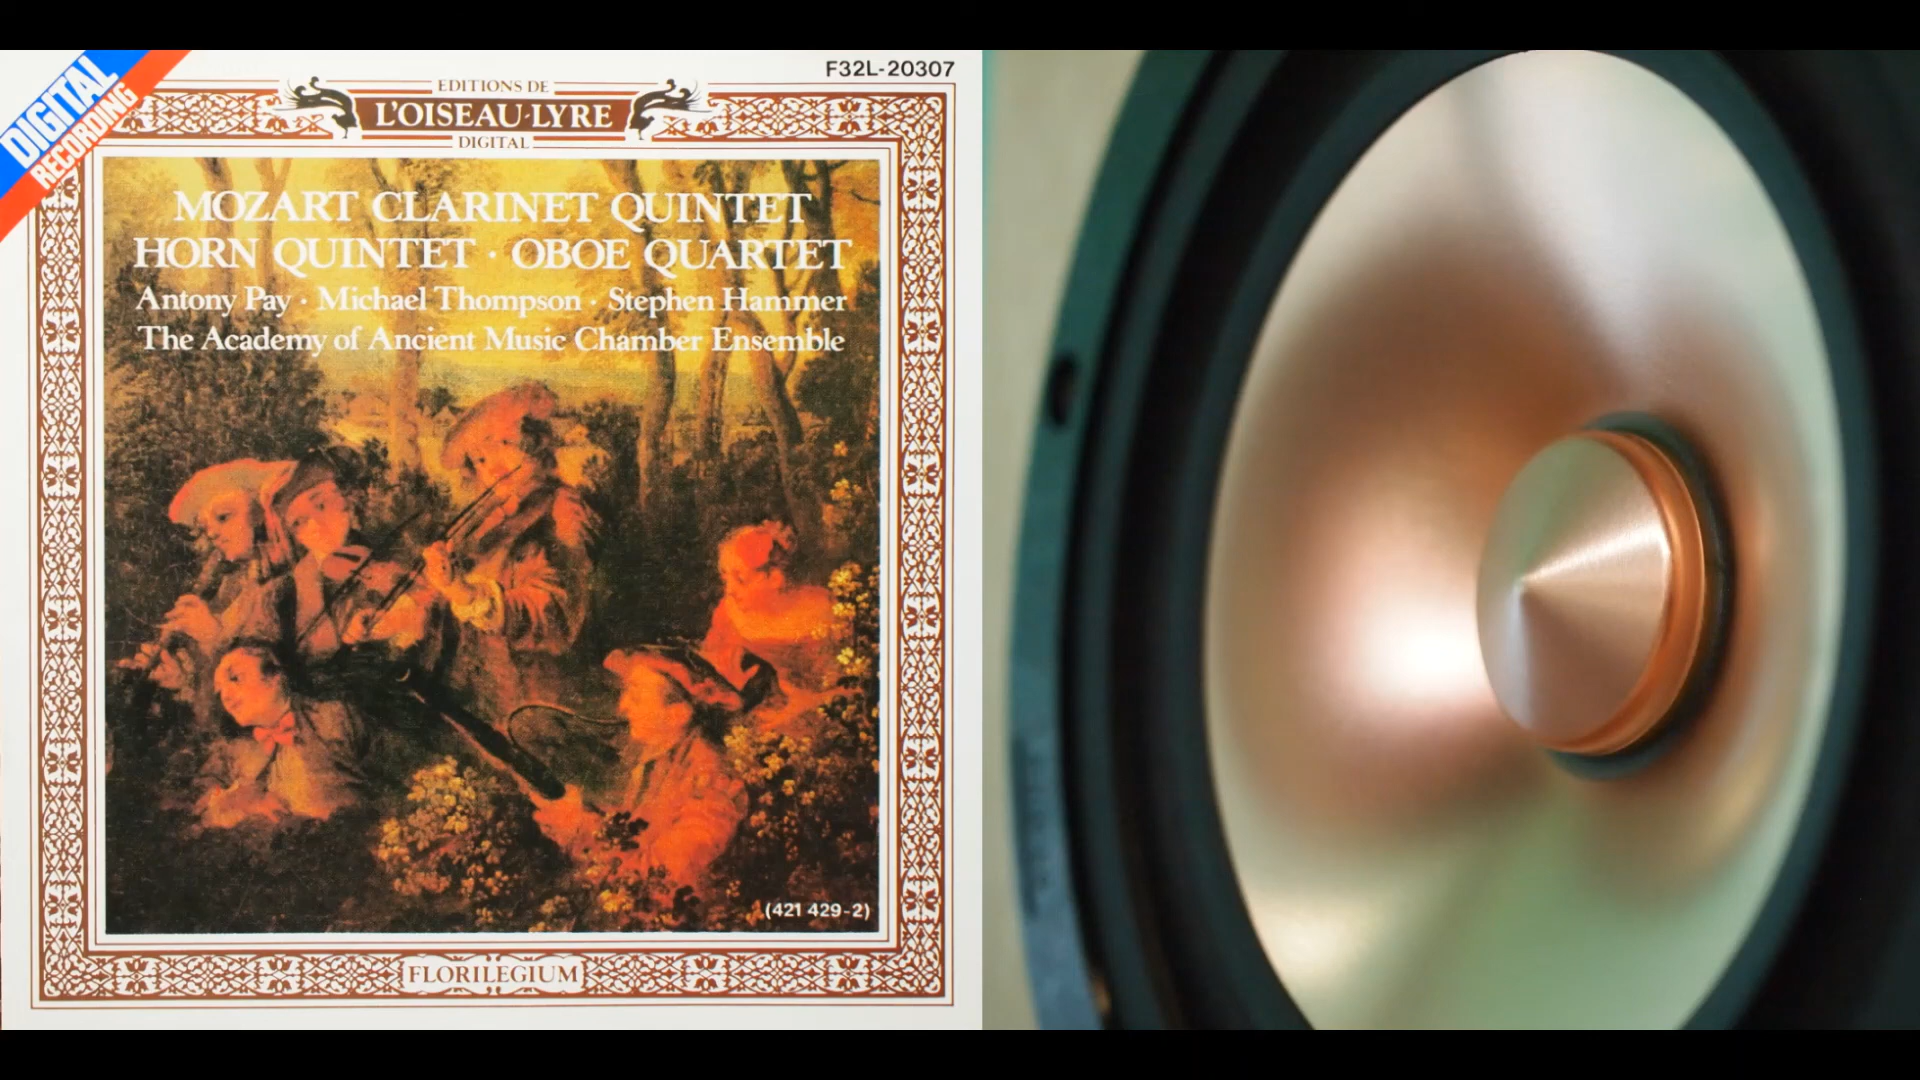 DIGITAL
RECORDING
F32L-20307
EDITIONS DE
L'OISEAU-LYRE
DIGITAL
MOZART CLARINET QUINTET
HORN QUINTET · OBOE QUARTET
Antony Pay · Michael Thompson · Stephen Hammer
The Academy of Ancient Music Chamber Ensemble
(421 429-2)
FLORILEGIUM